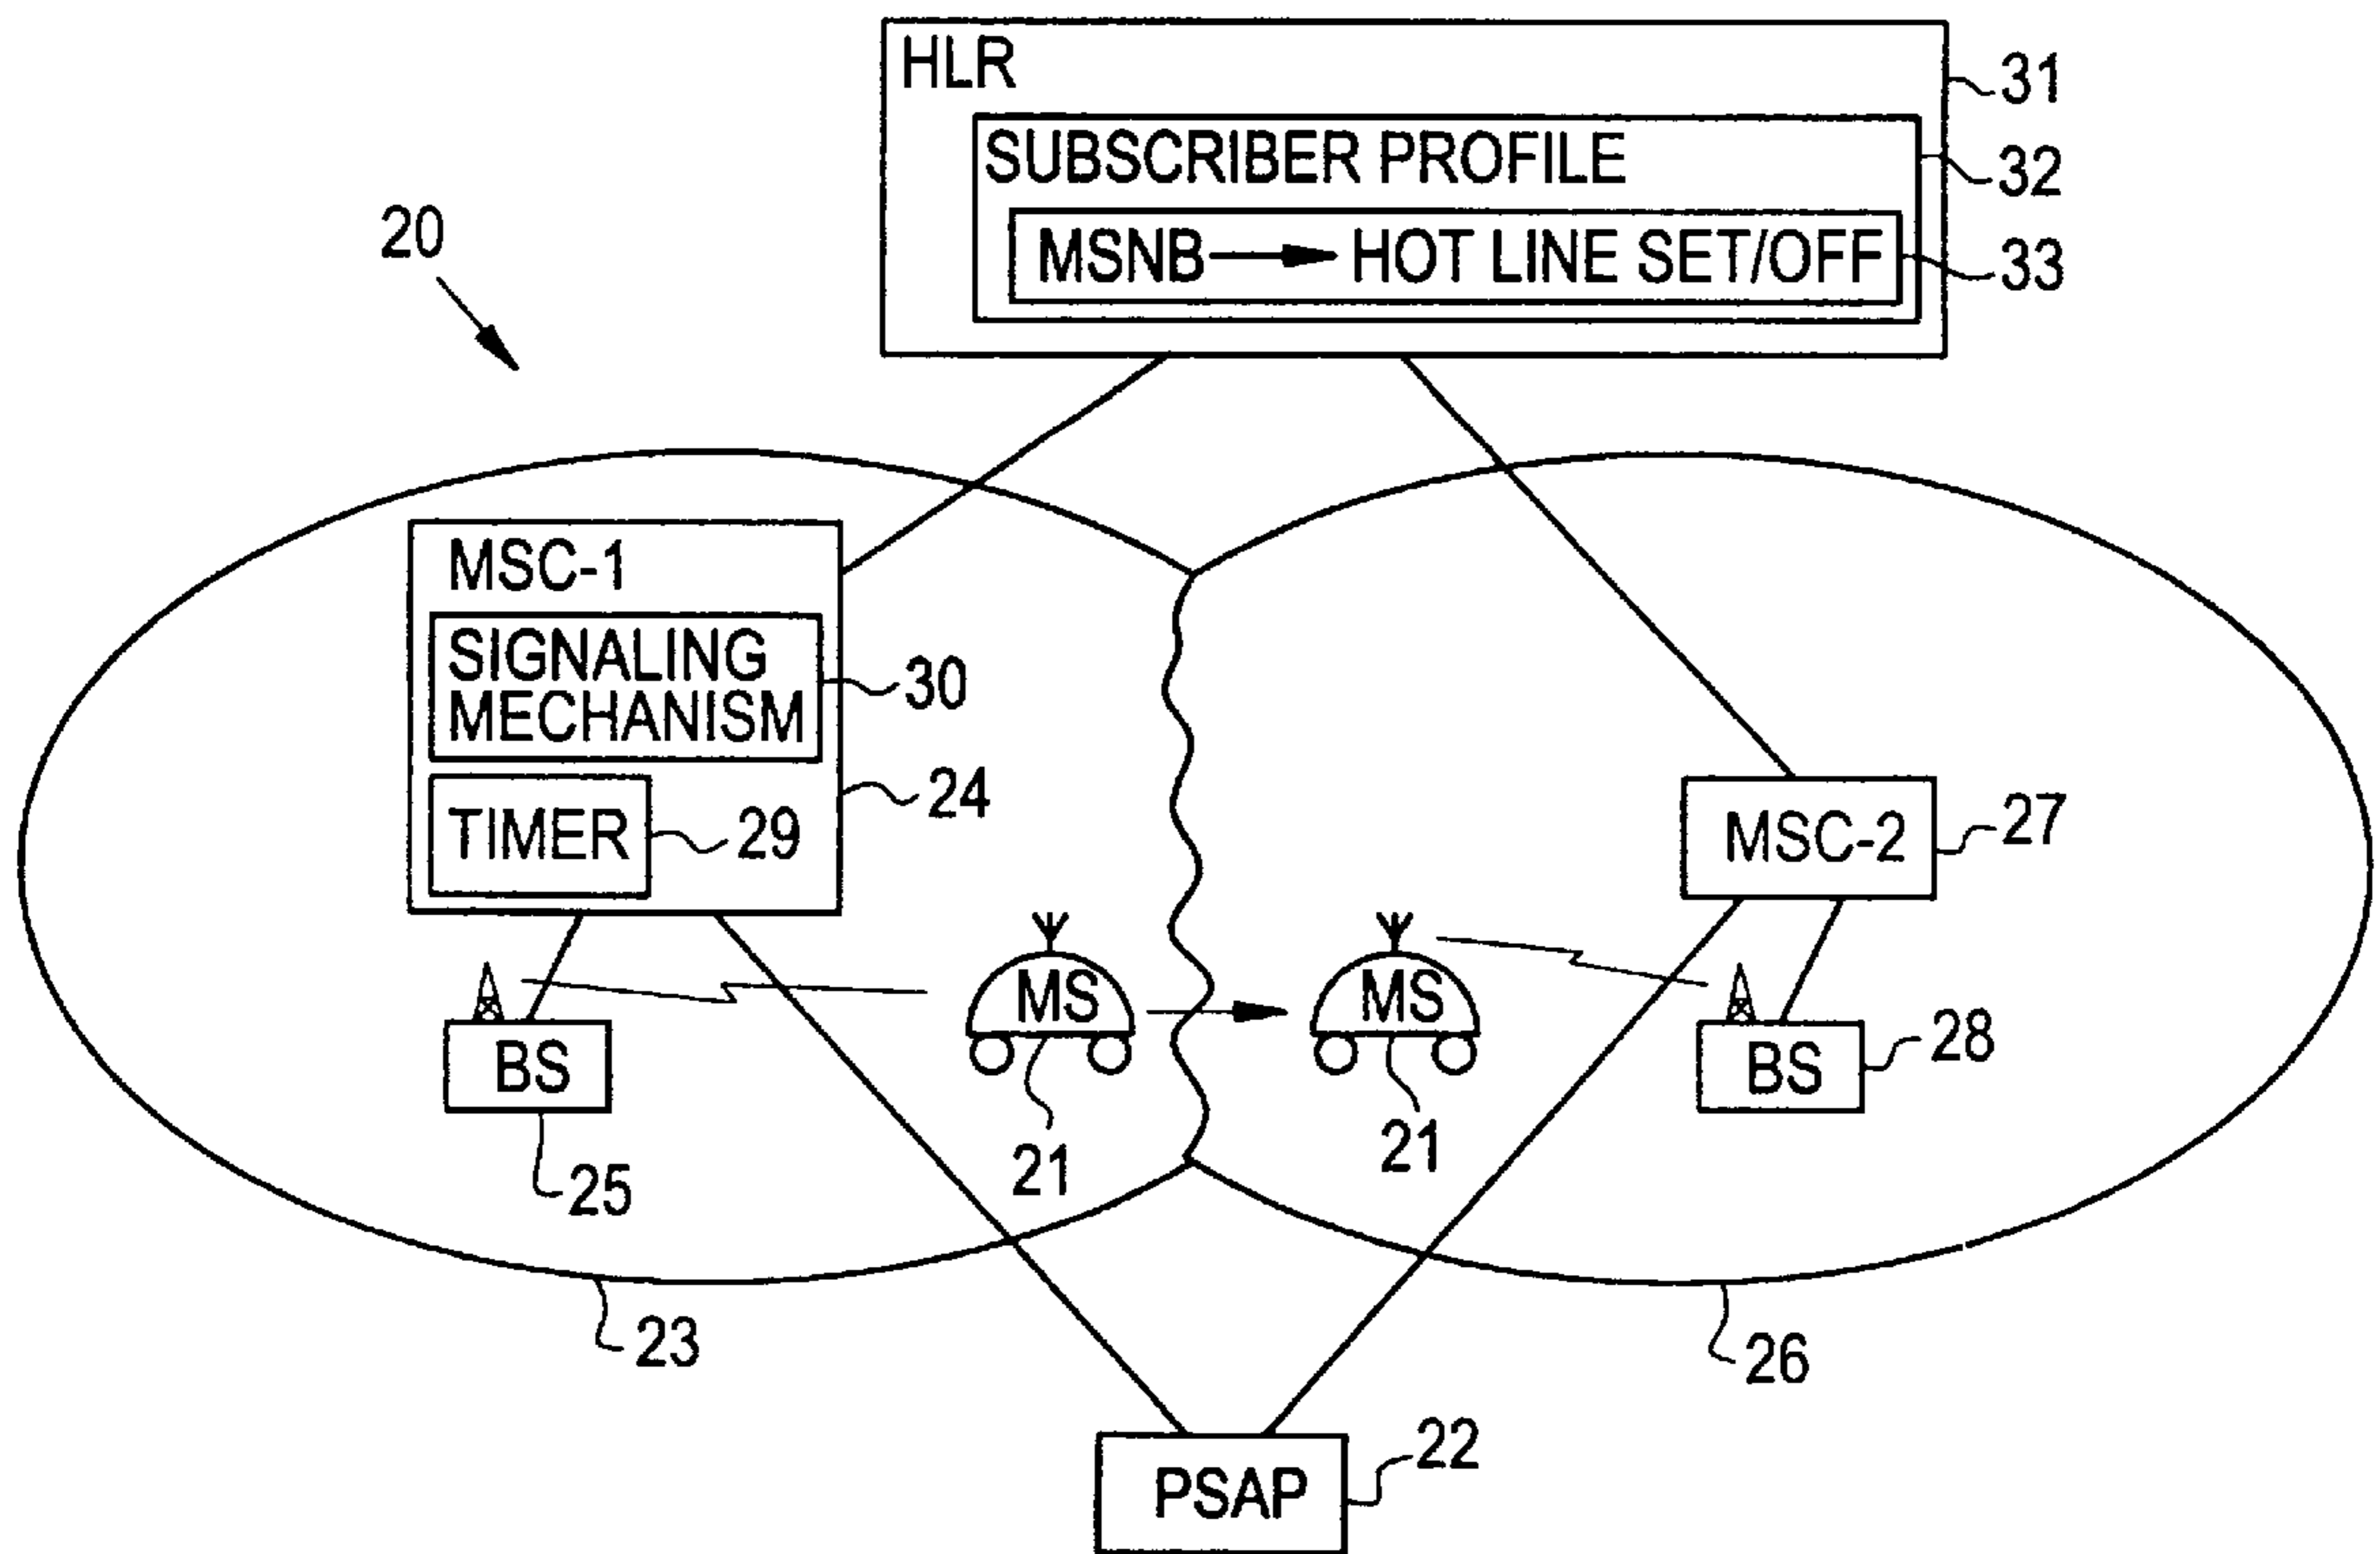 HLR
31
SUBSCRIBER PROFILE
32
MSNB → HOT LINE SET/OFF
33
20
MSC-1
SIGNALING
MECHANISM
30
24
TIMER
29
MSC-2
27
MS
MS
BS
25
21
21
BS
28
23
26
PSAP
22